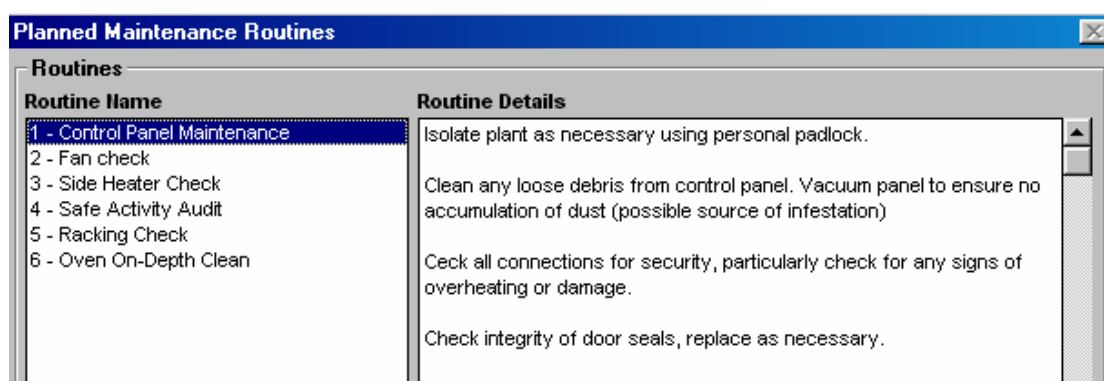 Planned Maintenance Routines
Routines
Routine Name
1 - Control Panel Maintenance
2 - Fan check
3 - Side Heater Check
4 - Safe Activity Audit
5 - Racking Check
6 - Oven On-Depth Clean
Routine Details
Isolate plant as necessary using personal padlock.
Clean any loose debris from control panel. Vacuum panel to ensure no
accumulation of dust (possible source of infestation)
Ceck all connections for security, particularly check for any signs of
overheating or damage.
Check integrity of door seals, replace as necessary.